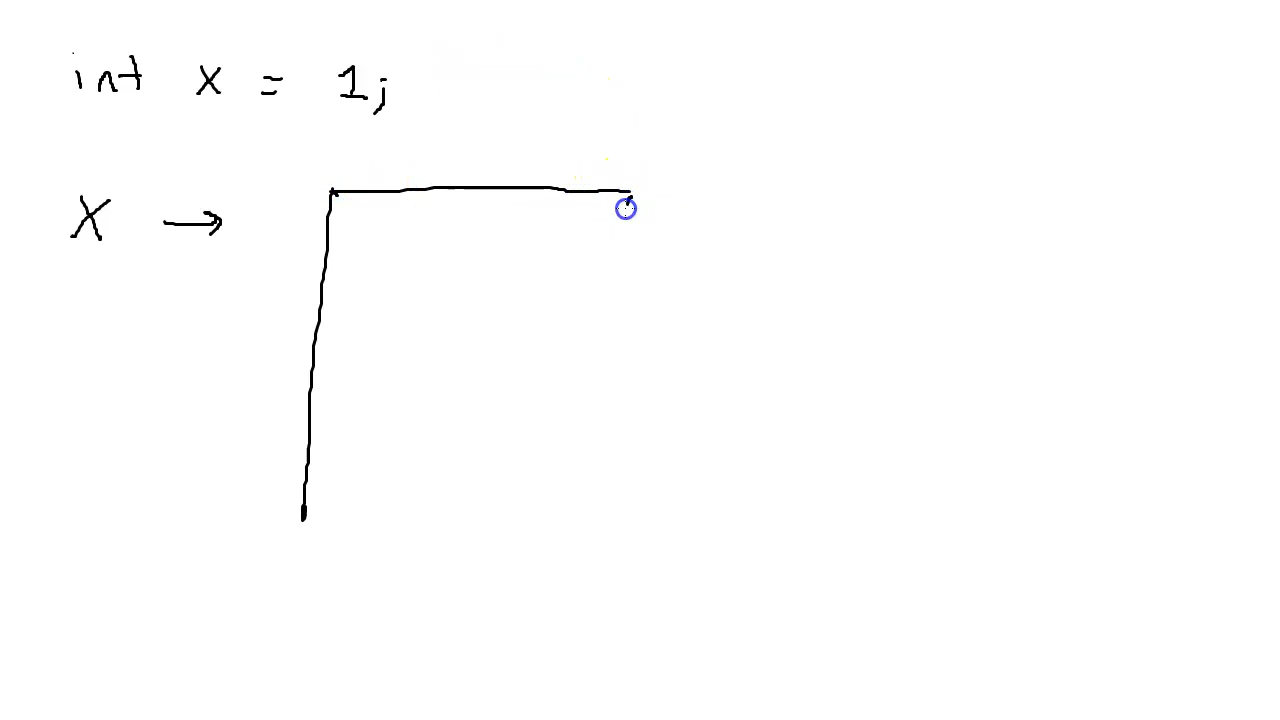 int x = 1;
X →